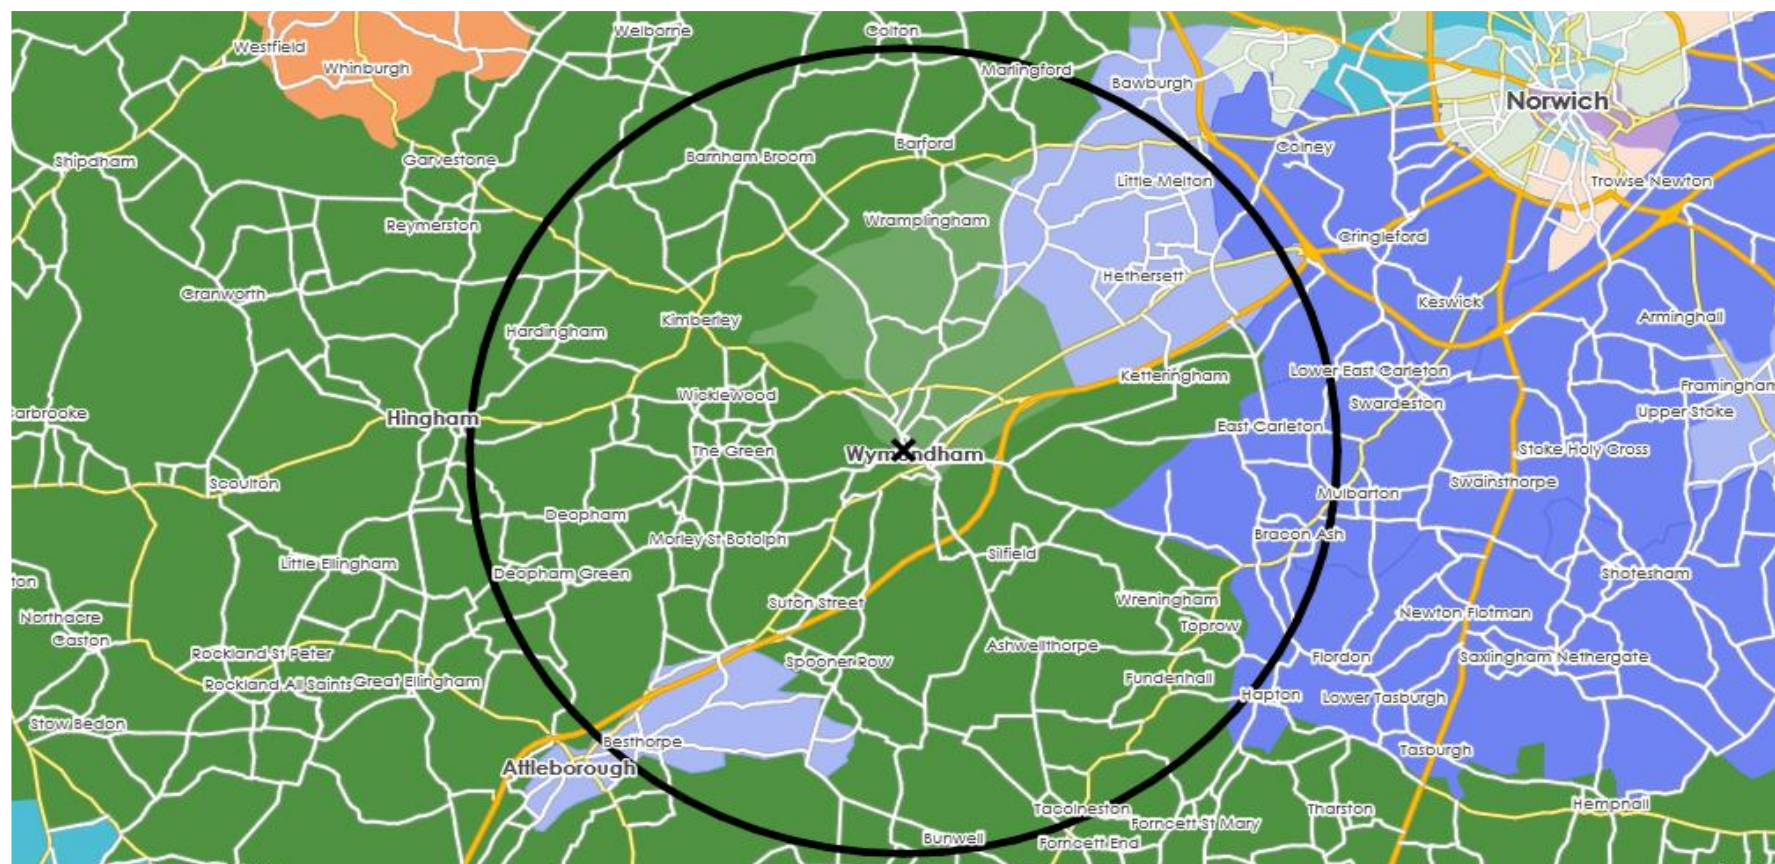 Welborne
Colton
Westfield
Whinburgh
Marlingford
Bawburgh
Norwich
Shipdham
Garvestone
Barnham Broom
Barford
Colney
Little Melton
Trowse Newton
Reymerston
Wramplingham
Cringleford
Hethersett
Cranworth
Keswick
Arminghall
Hardingham
Kimberley
Ketteringham
Lower East Carleton
Framingham
Wicklewood
Swardeston
Upper Stoke
arbrooke
Hingham
East Carleton
The Green
Wymondham
Stoke Holy Cross
Scoulton
Swainsthorpe
Mulbarton
Deopham
Bracon Ash
Morley St Botolph
Silfield
Little Ellingham
Deopham Green
Shotesham
ton
Suton Street
Wreningham
Newton Flotman
Northacre
Toprow
Caston
Ashwellthorpe
Rockland St Peter
Spooner Row
Flordon
Saxlingham Nethergate
Fundenhall
Rockland All Saints
Great Ellingham
Hapton
Lower Tasburgh
Stow Bedon
Besthorpe
Tasburgh
Attleborough
Hempnall
Tacolneston
Tharston
Forncett St Mary
Bunwell
Forncett End